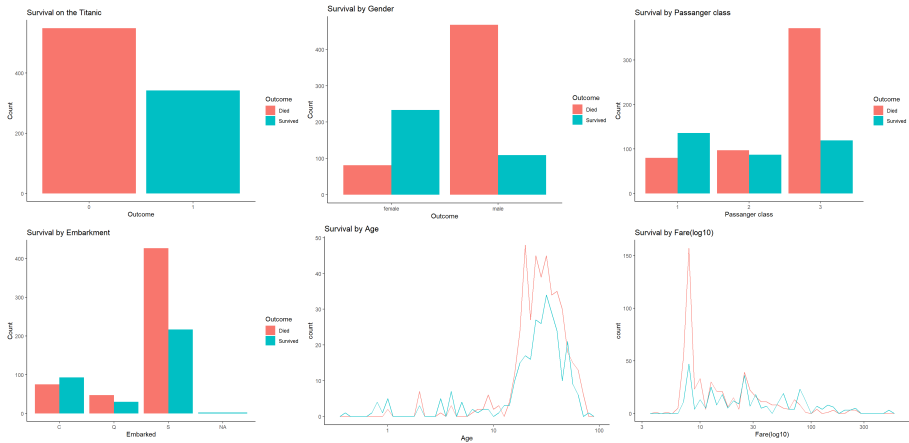 Survival on the Titanic
Count
400
200
0
0
1
Outcome
Outcome
Died
Survived
Survival by Gender
Count
400
300
200
100
0
female
male
Outcome
Outcome
Died
Survived
Survival by Passanger class
Count
300
200
100
0
1
2
3
Passanger class
Outcome
Died
Survived
Survival by Embarkment
Count
400
300
200
100
0
C
Q
S
NA
Embarked
Outcome
Died
Survived
Survival by Age
count
50
40
30
20
10
0
1
10
100
Age
Survival by Fare(log10)
count
150
100
50
0
3
10
30
100
300
Fare(log10)